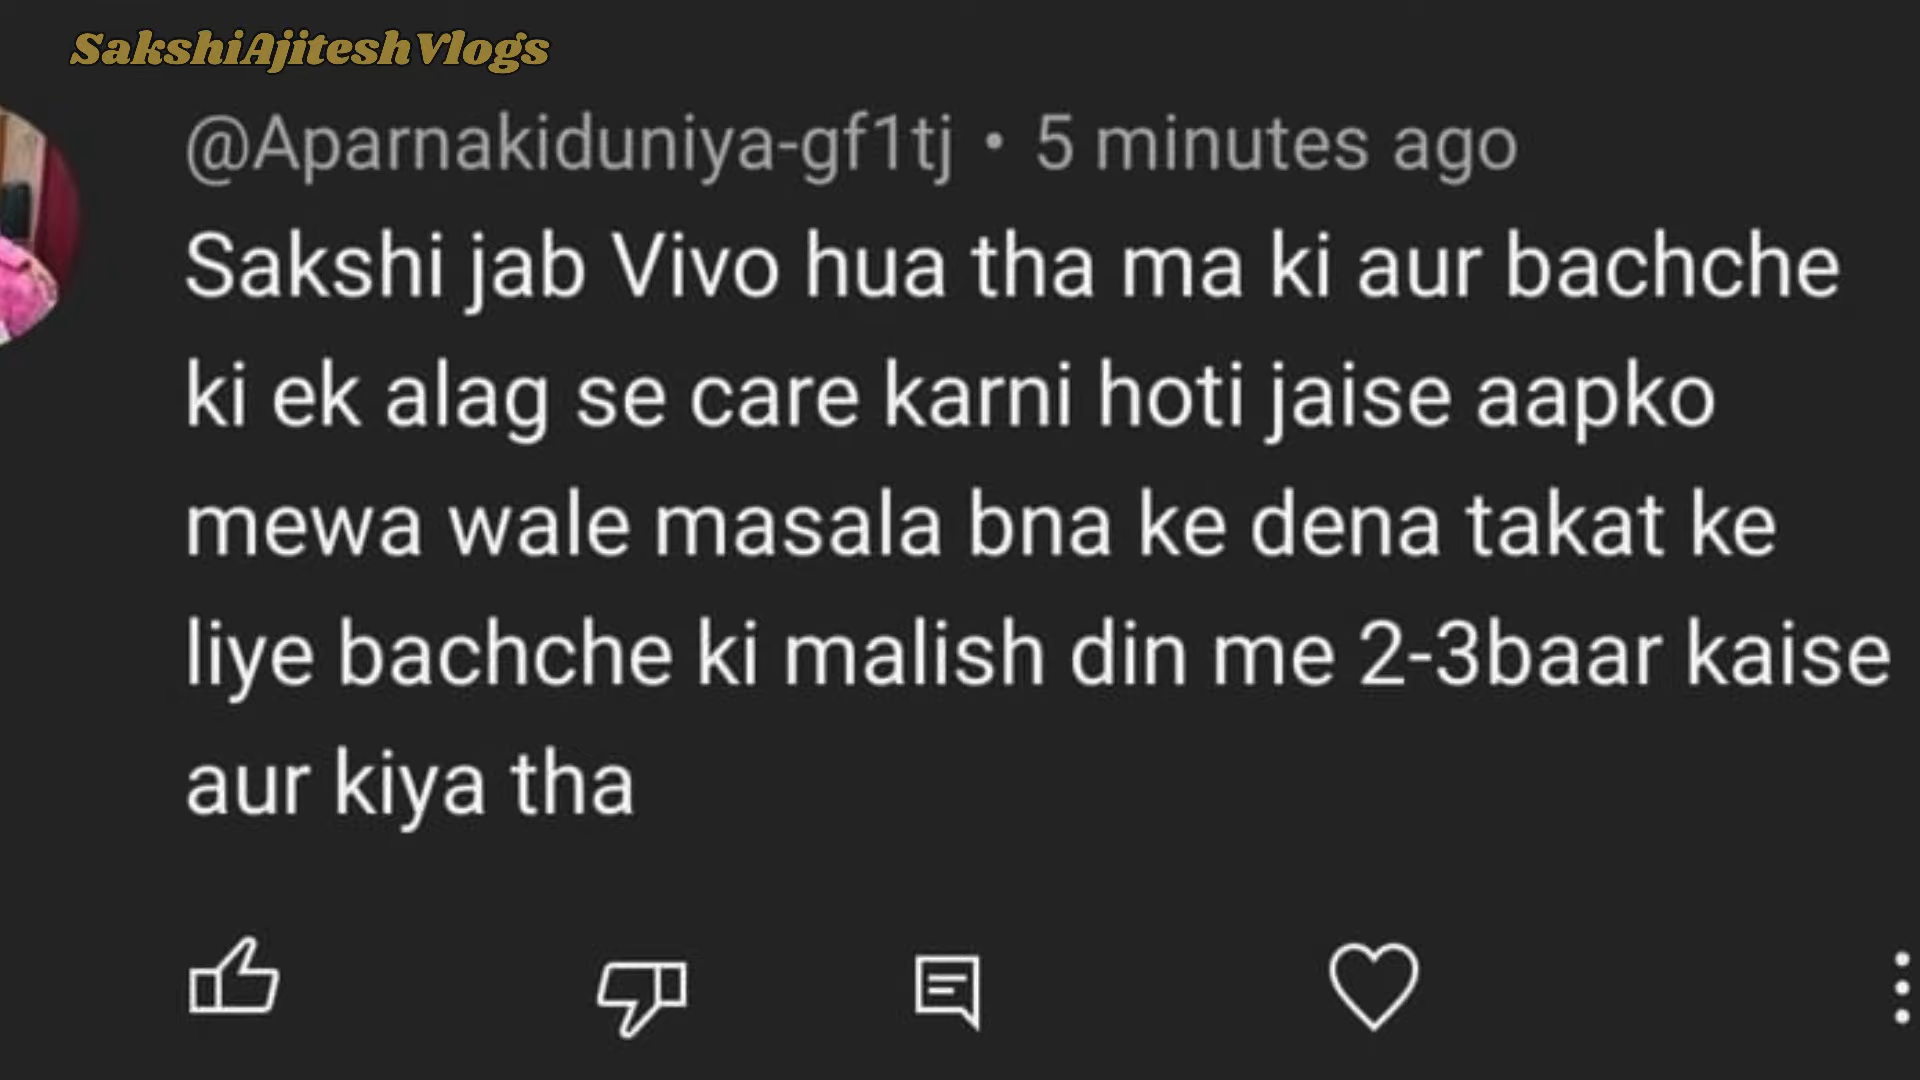 SakshiAjitesh Vlogs
@Aparnakiduniya-gf1tj • 5 minutes ago
Sakshi jab Vivo hua tha ma ki aur bachche
ki ek alag se care karni hoti jaise aapko
mewa wale masala bna ke dena takat ke
liye bachche ki malish din me 2-3baar kaise
aur kiya tha